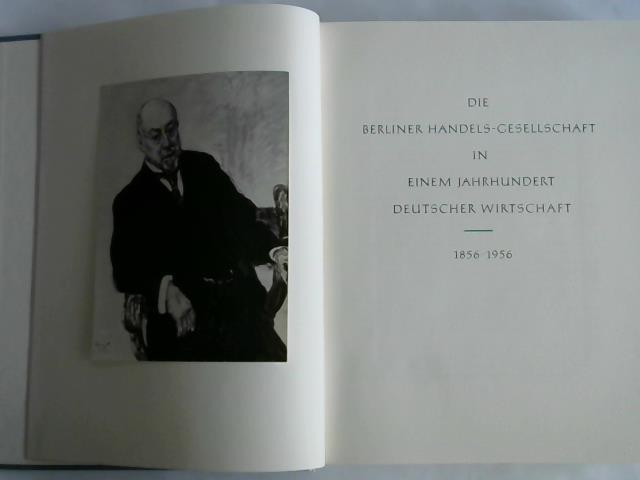 DIE
BERLINER HANDELS-GESELLSCHAFT
IN
EINEM JAHRHUNDERT
DEUTSCHER WIRTSCHAFT
1856-1956